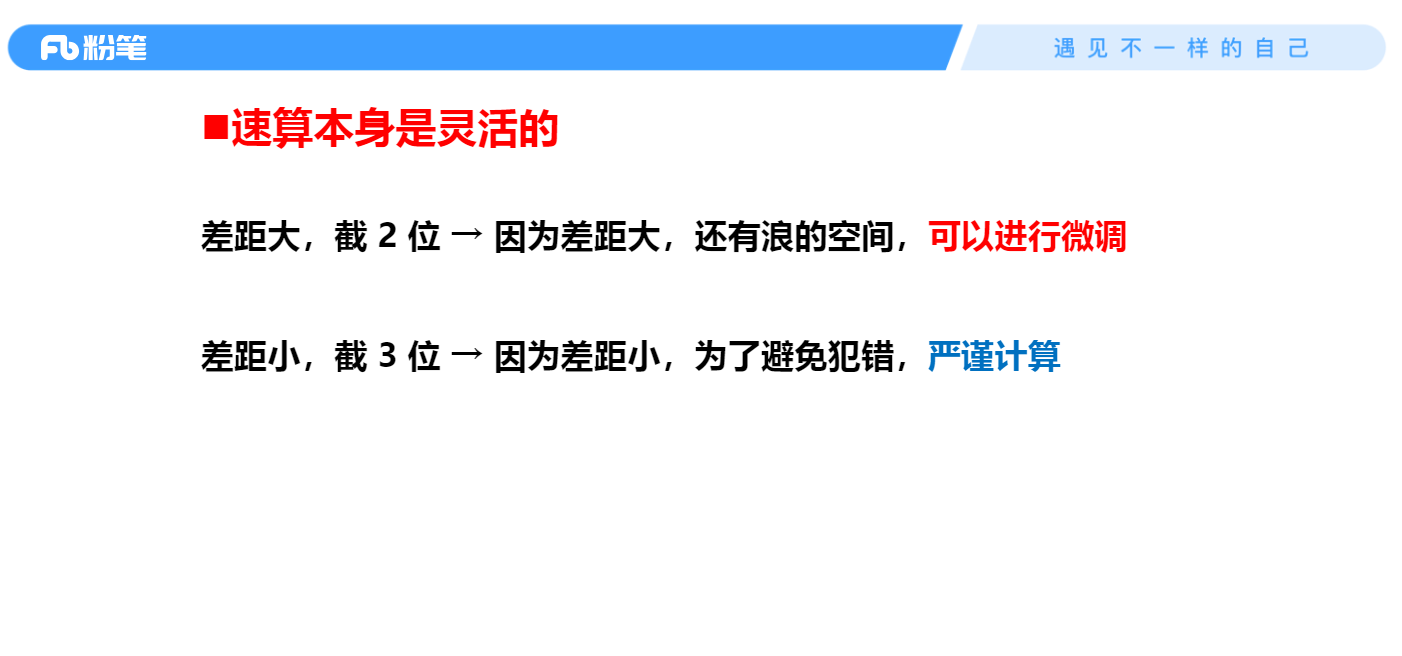 粉笔
遇见不一样的自己
■速算本身是灵活的
差距大，截 2 位 → 因为差距大，还有浪的空间，可以进行微调
差距小，截 3 位 → 因为差距小，为了避免犯错，严谨计算